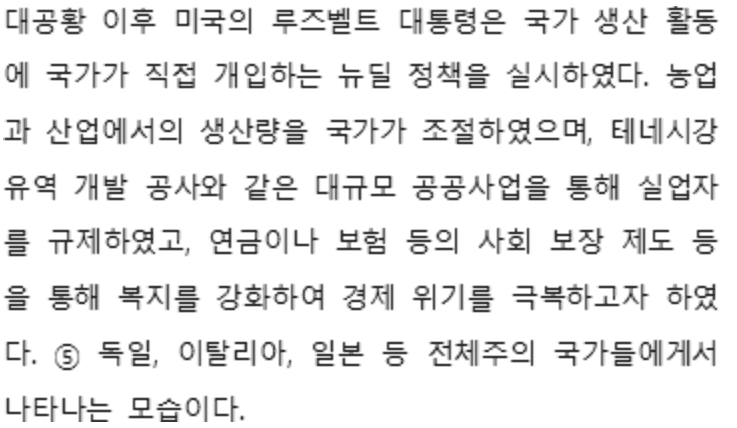 대공황 이후 미국의 루즈벨트 대통령은 국가 생산 활동
에 국가가 직접 개입하는 뉴딜 정책을 실시하였다. 농업
과 산업에서의 생산량을 국가가 조절하였으며, 테네시강
유역 개발 공사와 같은 대규모 공공사업을 통해 실업자
를 규제하였고, 연금이나 보험 등의 사회 보장 제도 등
을 통해 복지를 강화하여 경제 위기를 극복하고자 하였
다. ⑤ 독일, 이탈리아, 일본 등 전체주의 국가들에게서
나타나는 모습이다.